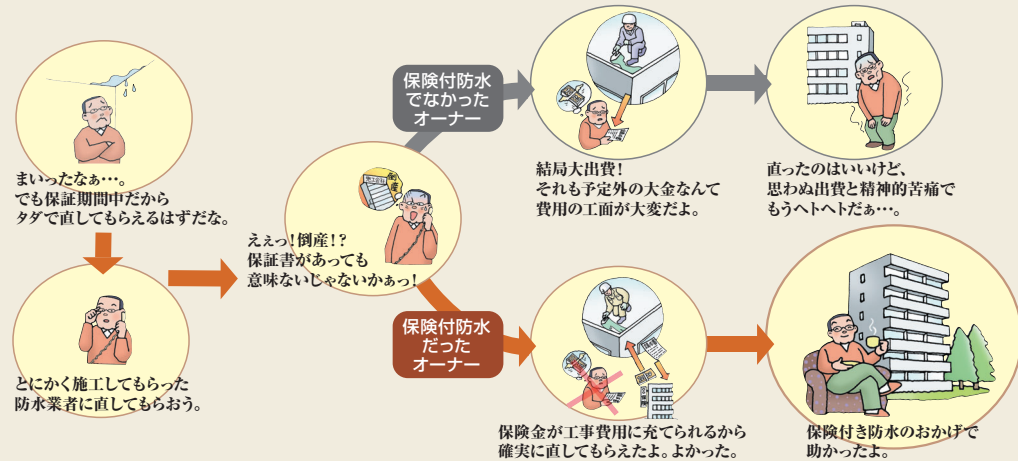 まいったなぁ…。
でも保証期間中だから
タダで直してもらえるはずだな。
とにかく施工してもらった
防水業者に直してもらおう。
倒産
えぇっ!倒産!?
保証書があっても
意味ないじゃないかぁっ!
保険付防水
でなかった
オーナー
結局大出費!
それも予定外の大金なんて
費用の工面が大変だよ。
直ったのはいいけど、
思わぬ出費と精神的苦痛で
もうヘトヘトだぁ…。
保険付防水
だった
オーナー
保険金が工事費用に充てられるから
確実に直してもらえたよ。よかった。
保険付き防水のおかげで
助かったよ。